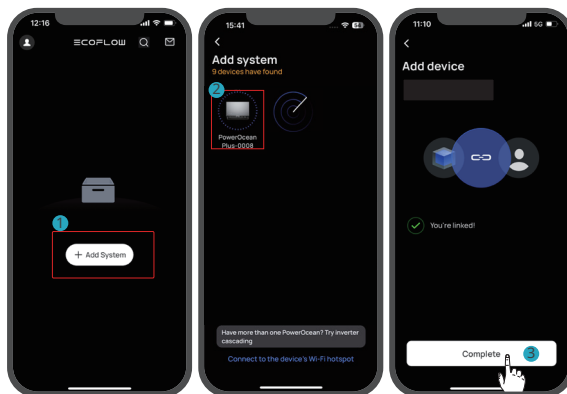 12:16
ECOFLOW
1
+ Add System
15:41
Add system
9 devices have found
2
PowerOcean
Plus-0008
Have more than one PowerOcean? Try inverter
cascading
Connect to the device's Wi-Fi hotspot
11:10
5G
Add device
You're linked!
Complete
3